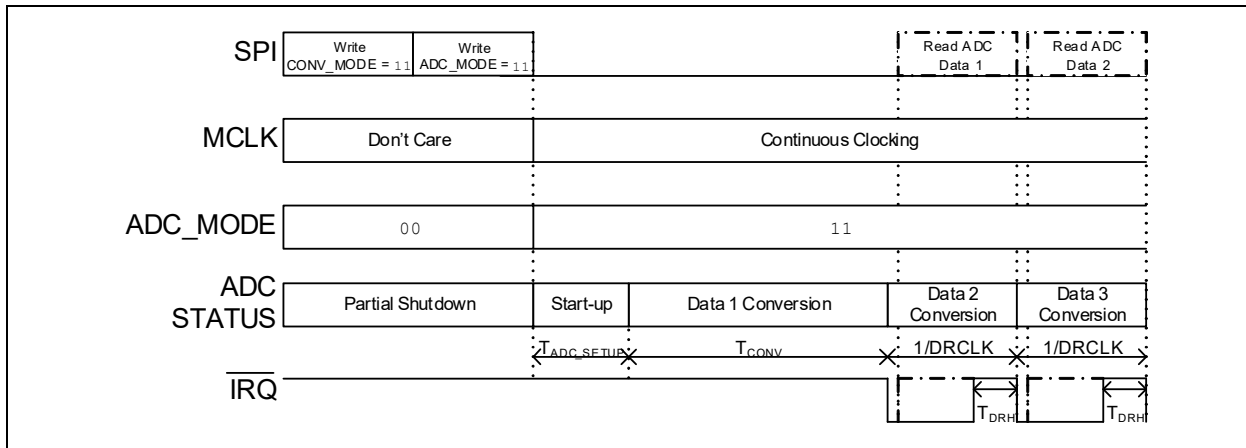 SPI
Write
CONV_MODE = 11
Write
ADC_MODE = 11
Read ADC
Data 1
Read ADC
Data 2
MCLK
Don't Care
Continuous Clocking
ADC_MODE
00
11
ADC
STATUS
Partial Shutdown
Start-up
Data 1 Conversion
Data 2
Conversion
Data 3
Conversion
TADC_SETUP
TCONV
1/DRCLK
1/DRCLK
IRQ
TDRH
TDRH